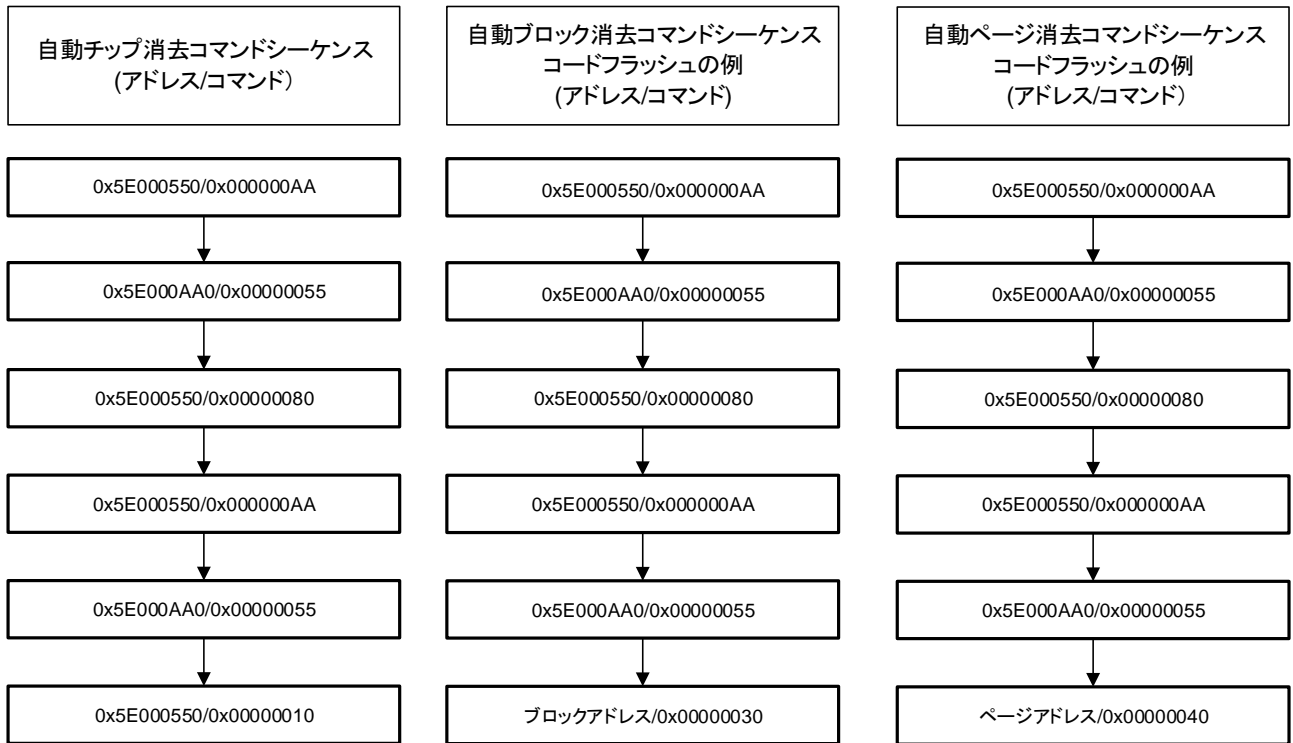 自動チップ消去コマンドシーケンス
(アドレス/コマンド）
0x5E000550/0x000000AA
0x5E000AA0/0x00000055
0x5E000550/0x00000080
0x5E000550/0x000000AA
0x5E000AA0/0x00000055
0x5E000550/0x00000010
自動ブロック消去コマンドシーケンス
コードフラッシュの例
(アドレス/コマンド)
0x5E000550/0x000000AA
0x5E000AA0/0x00000055
0x5E000550/0x00000080
0x5E000550/0x000000AA
0x5E000AA0/0x00000055
ブロックアドレス/0x00000030
自動ページ消去コマンドシーケンス
コードフラッシュの例
(アドレス/コマンド）
0x5E000550/0x000000AA
0x5E000AA0/0x00000055
0x5E000550/0x00000080
0x5E000550/0x000000AA
0x5E000AA0/0x00000055
ページアドレス/0x00000040